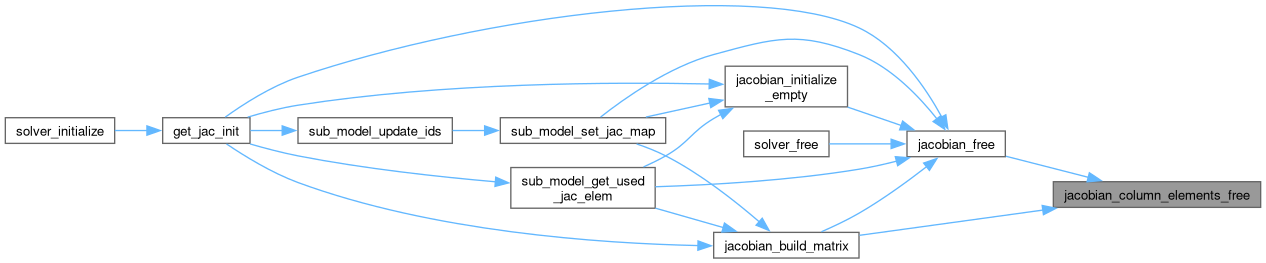 solver_initialize
get_jac_init
sub_model_update_ids
sub_model_set_jac_map
sub_model_get_used
_jac_elem
jacobian_initialize
_empty
solver_free
jacobian_build_matrix
jacobian_free
jacobian_column_elements_free